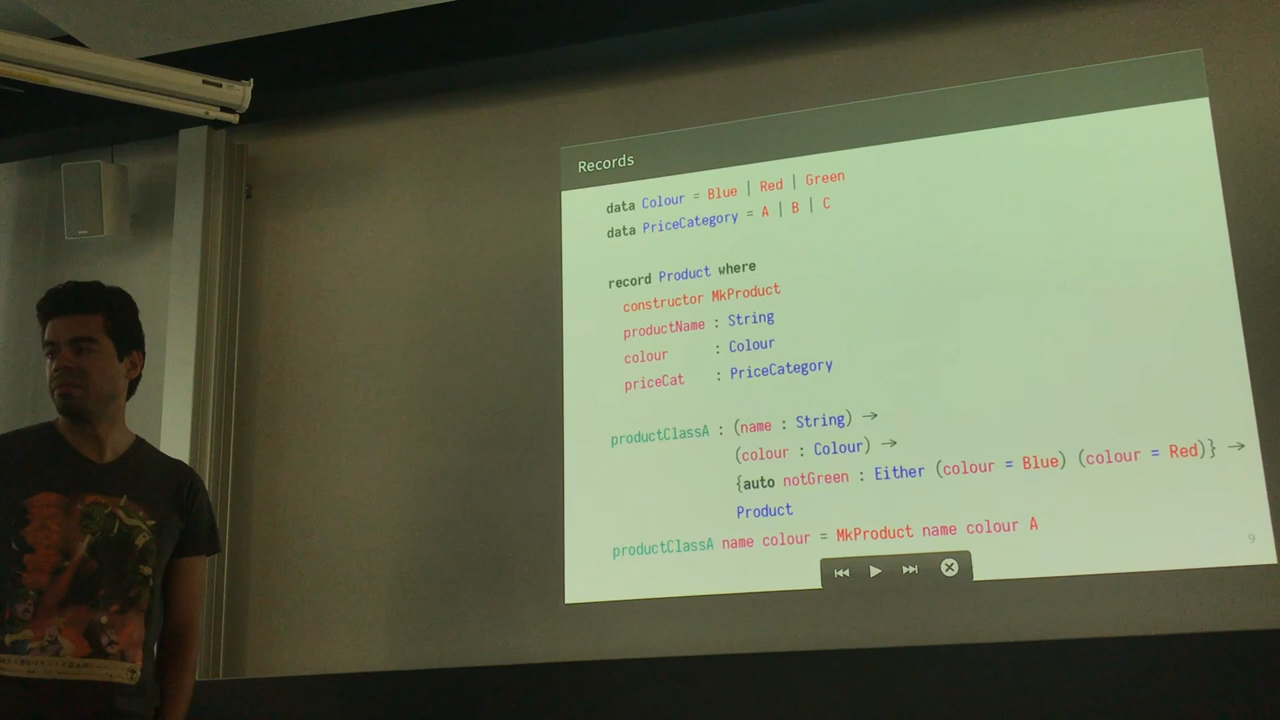 Records
data Colour = Blue | Red | Green
data PriceCategory = A | B | C
record Product where
constructor MkProduct
productName : String
colour : Colour
priceCat : PriceCategory
productClassA : (name : String) →
(colour : Colour) →
{auto notGreen : Either (colour = Blue) (colour = Red)} →
Product
productClassA name colour = MkProduct name colour A
9